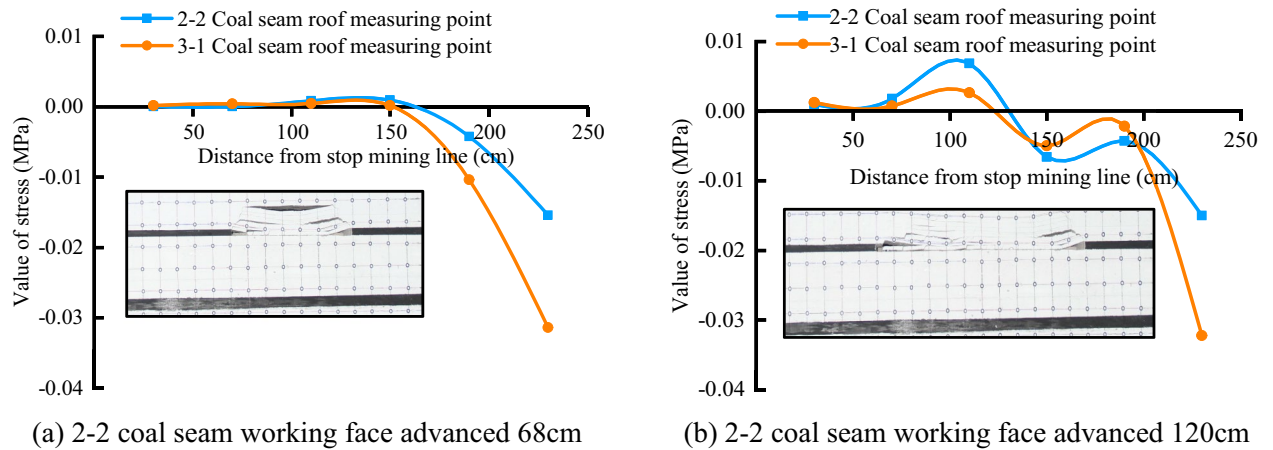 2-2 Coal seam roof measuring point
3-1 Coal seam roof measuring point
0.01
0.00
-0.01
-0.02
-0.03
-0.04
50
100
150
200
250
Distance from stop mining line (cm)
Value of stress (MPa)
(a) 2-2 coal seam working face advanced 68cm
2-2 Coal seam roof measuring point
3-1 Coal seam roof measuring point
0.01
0.00
-0.01
-0.02
-0.03
-0.04
50
100
150
200
250
Distance from stop mining line (cm)
Value of stress (MPa)
(b) 2-2 coal seam working face advanced 120cm